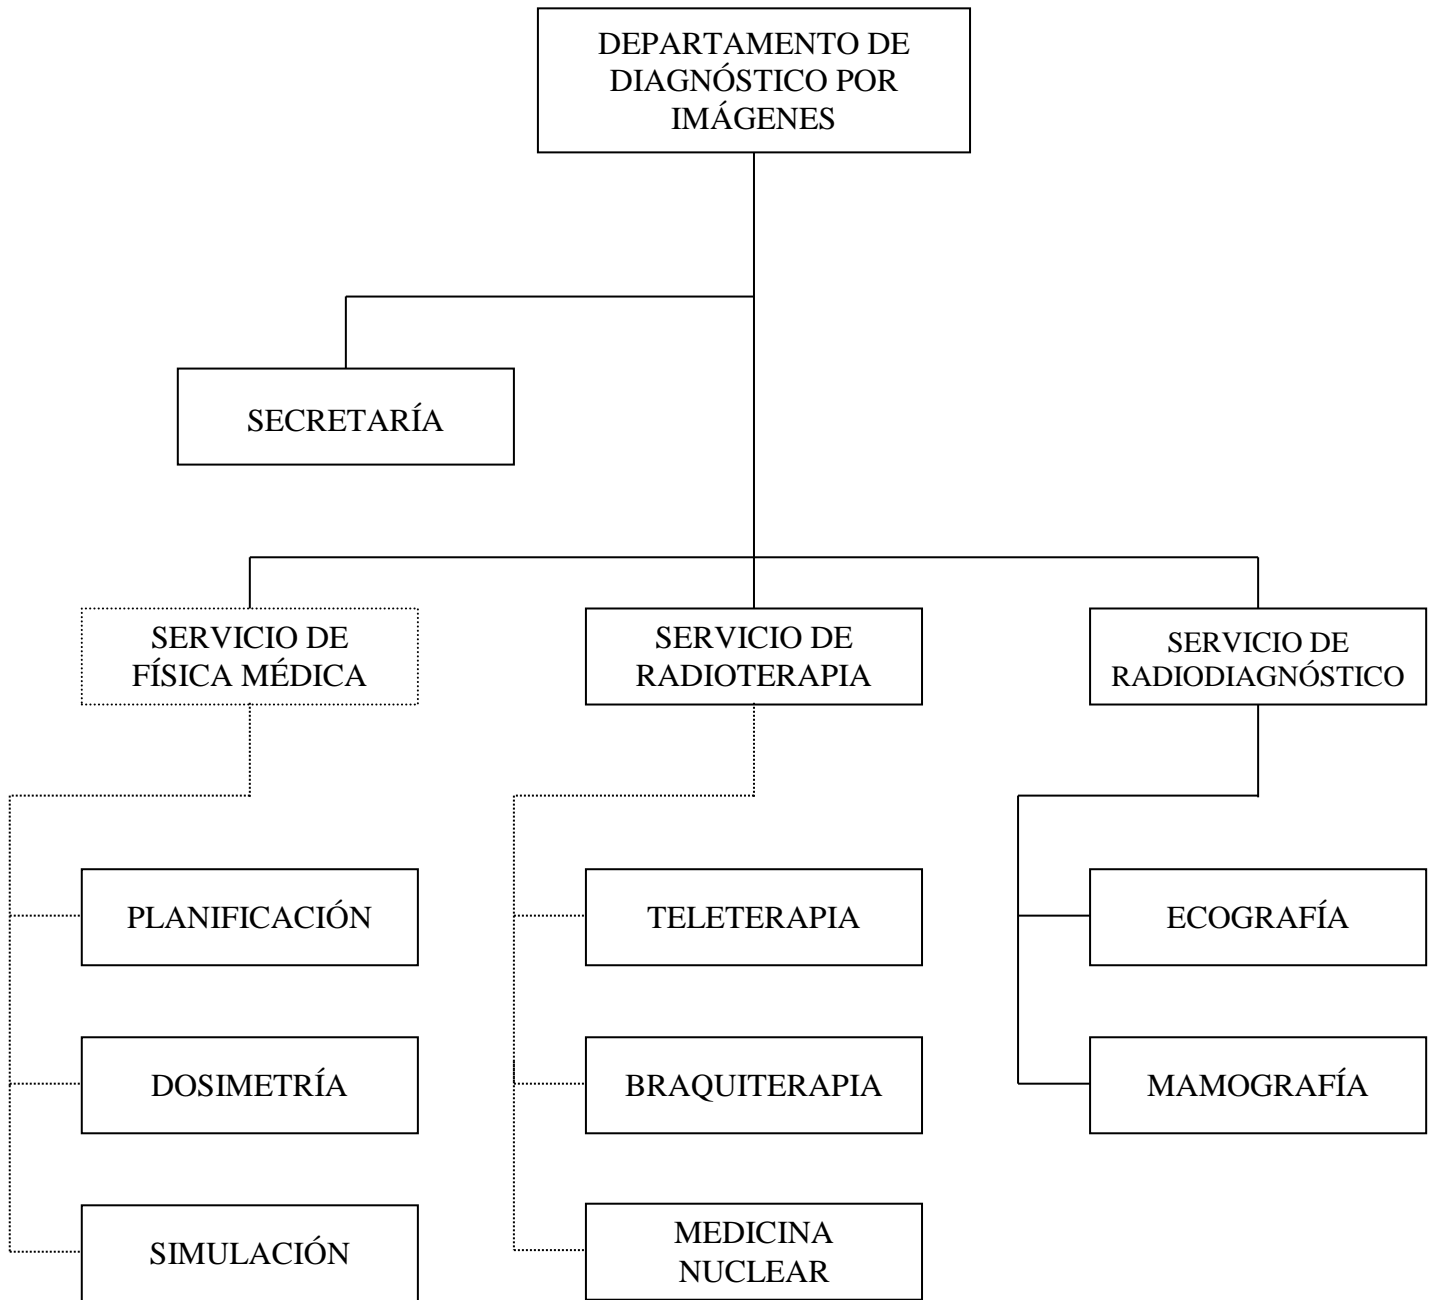 DEPARTAMENTO DE
DIAGNÓSTICO POR
IMÁGENES
SECRETARÍA
SERVICIO DE
FÍSICA MÉDICA
SERVICIO DE
RADIOTERAPIA
SERVICIO DE
RADIODIAGNÓSTICO
PLANIFICACIÓN
TELETERAPIA
ECOGRAFÍA
DOSIMETRÍA
BRAQUITERAPIA
MAMOGRAFÍA
SIMULACIÓN
MEDICINA
NUCLEAR